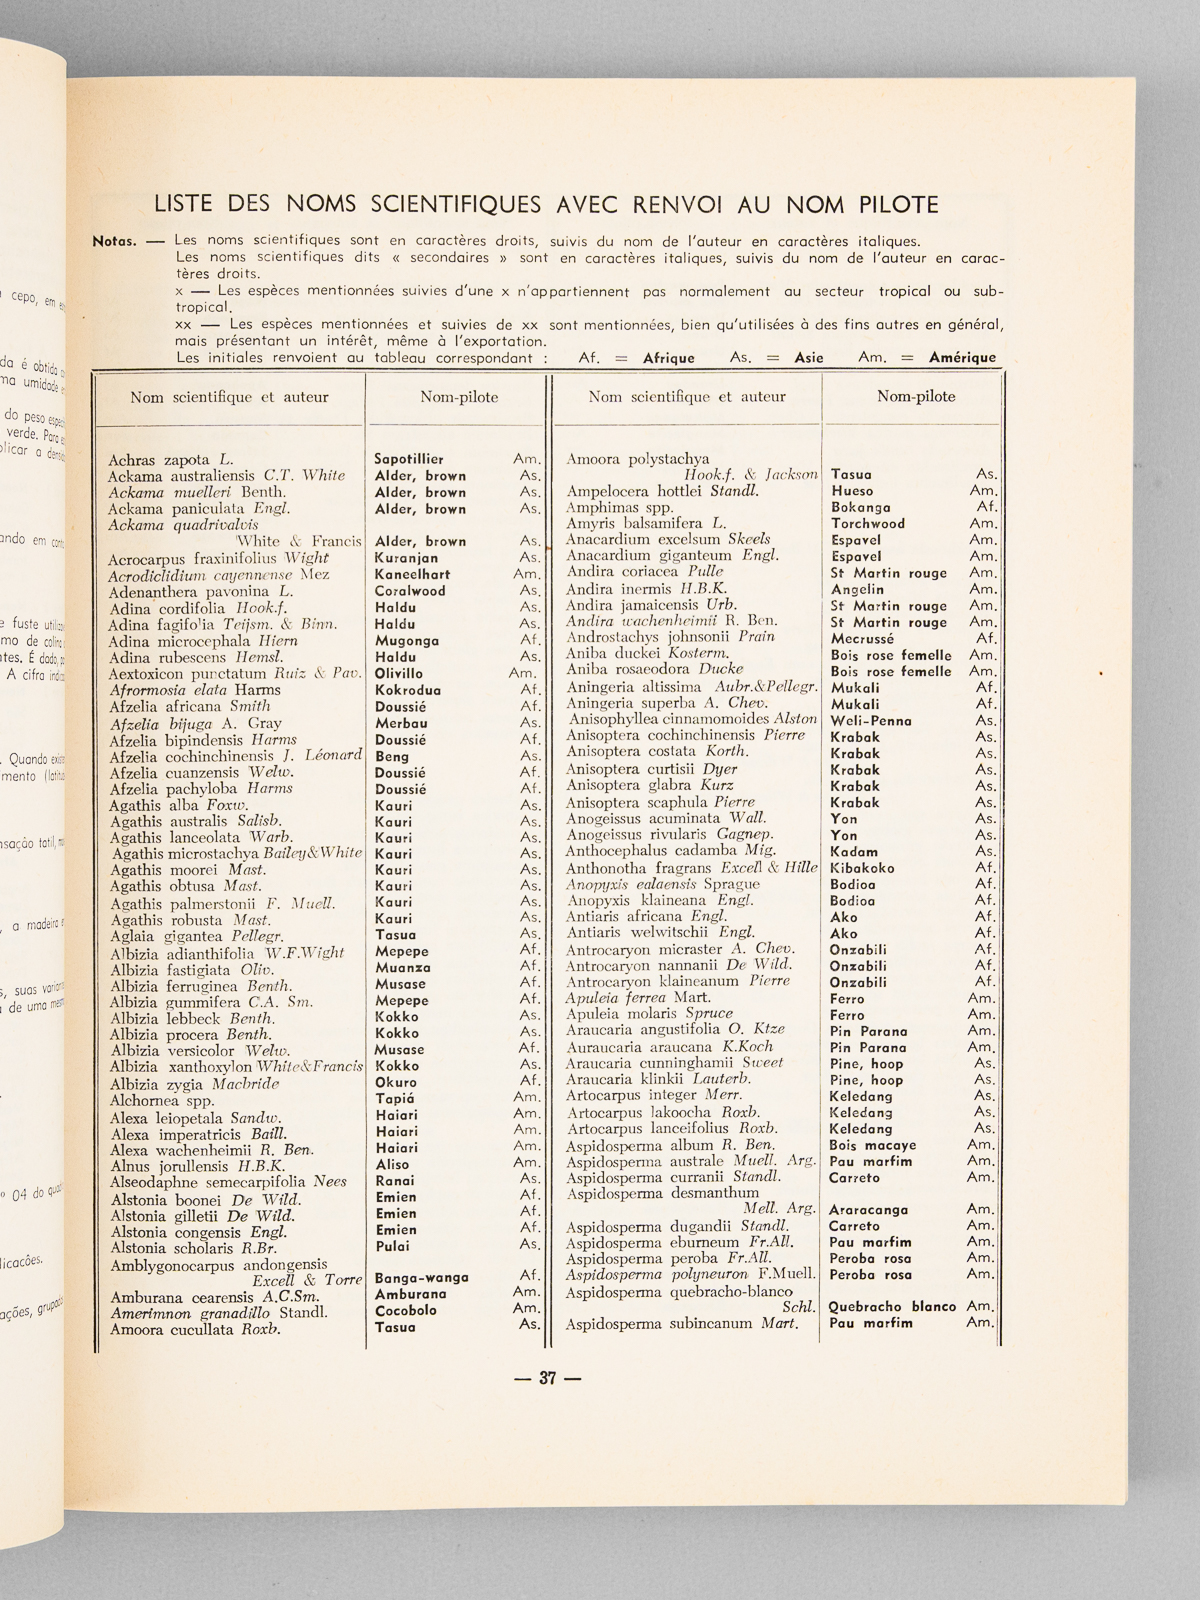 LISTE DES NOMS SCIENTIFIQUES AVEC RENVOI AU NOM PILOTE
Notas. — Les noms scientifiques sont en caractères droits, suivis du nom de l'auteur en caractères italiques.
Les noms scientifiques dits « secondaires » sont en caractères italiques, suivis du nom de l'auteur en carac-
tères droits.
x — Les espèces mentionnées suivies d'une x n'appartiennent pas normalement au secteur tropical ou sub-
tropical.
xx — Les espèces mentionnées et suivies de xx sont mentionnées, bien qu'utilisées à des fins autres en général,
mais présentant un intérêt, même à l'exportation.
Les initiales renvoient au tableau correspondant : Af. = Afrique As. = Asie Am. = Amérique
Nom scientifique et auteur Nom-pilote
Achras zapota L. Sapotillier Am.
Ackama australiensis C.T. White Alder, brown As.
Ackama muelleri Benth. Alder, brown As.
Ackama paniculata Engl. Alder, brown As.
Ackama quadrivalvis
White & Francis Alder, brown As.
Acrocarpus fraxinifolius Wight Kuranjan As.
Acrodiclidium cayennense Mez Kaneelhart Am.
Adenanthera pavonina L. Coralwood As.
Adina cordifolia Hook.f. Haldu As.
Adina fagifolia Teijsm. & Binn. Haldu As.
Adina microcephala Hiern Mugonga Af.
Adina rubescens Hemsl. Haldu As.
Aextoxicon punctatum Ruiz & Pav. Olivillo Am.
Afrormosia elata Harms Kokrodua Af.
Afzelia africana Smith Doussié Af.
Afzelia bijuga A. Gray Merbau As.
Afzelia bipindensis Harms Doussié Af.
Afzelia cochinchinensis J. Léonard Beng As.
Afzelia cuanzensis Welw. Doussié Af.
Afzelia pachyloba Harms Doussié Af.
Agathis alba Foxw. Kauri As.
Agathis australis Salisb. Kauri As.
Agathis lanceolata Warb. Kauri As.
Agathis microstachya Bailey&White Kauri As.
Agathis moorei Mast. Kauri As.
Agathis obtusa Mast. Kauri As.
Agathis palmerstonii F. Muell. Kauri As.
Agathis robusta Mast. Kauri As.
Aglaia gigantea Pellegr. Tasua As.
Albizia adianthifolia W.F.Wight Mepepe Af.
Albizia fastigiata Oliv. Muanza Af.
Albizia ferruginea Benth. Musase Af.
Albizia gummifera C.A. Sm. Mepepe Af.
Albizia lebbeck Benth. Kokko As.
Albizia procera Benth. Kokko As.
Albizia versicolor Welw. Musase Af.
Albizia xanthoxylon White&Francis Kokko As.
Albizia zygia Macbride Okuro Af.
Alchornea spp. Tapiá Am.
Alexa leiopetala Sandw. Haiari Am.
Alexa imperatricis Baill. Haiari Am.
Alexa wachenheimii R. Ben. Haiari Am.
Alnus jorullensis H.B.K. Aliso Am.
Alseodaphne semecarpifolia Nees Ranai As.
Alstonia boonei De Wild. Emien Af.
Alstonia gilletii De Wild. Emien Af.
Alstonia congensis Engl. Emien Af.
Alstonia scholaris R.Br. Pulai As.
Amblygonocarpus andongensis
Excell & Torre Banga-wanga Af.
Amburana cearensis A.C.Sm. Amburana Am.
Amerimnon granadillo Standl. Cocobolo Am.
Amoora cucullata Roxb. Tasua As.
Nom scientifique et auteur Nom-pilote
Amoora polystachya
Hook.f. & Jackson Tasua As.
Ampelocera hottlei Standl. Hueso Am.
Amphimas spp. Bokanga Af.
Amyris balsamifera L. Torchwood Am.
Anacardium excelsum Skeels Espavel Am.
Anacardium giganteum Engl. Espavel Am.
Andira coriacea Pulle St Martin rouge Am.
Andira inermis H.B.K. Angelin Am.
Andira jamaicensis Urb. St Martin rouge Am.
Andira wachenheimii R. Ben. St Martin rouge Am.
Androstachys johnsonii Prain Mecrussé Af.
Aniba duckei Kosterm. Bois rose femelle Am.
Aniba rosaeodora Ducke Bois rose femelle Am.
Aningeria altissima Aubr.&Pellegr. Mukali Af.
Aningeria superba A. Chev. Mukali Af.
Anisophyllea cinnamomoides Alston Weli-Penna As.
Anisoptera cochinchinensis Pierre Krabak As.
Anisoptera costata Korth. Krabak As.
Anisoptera curtisii Dyer Krabak As.
Anisoptera glabra Kurz Krabak As.
Anisoptera scaphula Pierre Krabak As.
Anogeissus acuminata Wall. Yon As.
Anogeissus rivularis Gagnep. Yon As.
Anthocephalus cadamba Mig. Kadam As.
Anthonotha fragrans Excell & Hille Kibakoko Af.
Anopyxis ealaensis Sprague Bodioa Af.
Anopyxis klaineana Engl. Bodioa Af.
Antiaris africana Engl. Ako Af.
Antiaris welwitschii Engl. Ako Af.
Antrocaryon micraster A. Chev. Onzabili Af.
Antrocaryon nannanii De Wild. Onzabili Af.
Antrocaryon klaineanum Pierre Onzabili Af.
Apuleia ferrea Mart. Ferro Am.
Apuleia molaris Spruce Ferro Am.
Araucaria angustifolia O. Ktze Pin Parana Am.
Auraucaria araucana K.Koch Pin Parana Am.
Araucaria cunninghamii Sweet Pine, hoop As.
Araucaria klinkii Lauterb. Pine, hoop As.
Artocarpus integer Merr. Keledang As.
Artocarpus lakoocha Roxb. Keledang As.
Artocarpus lanceifolius Roxb. Keledang As.
Aspidosperma album R. Ben. Bois macaye Am.
Aspidosperma australe Muell. Arg. Pau marfim Am.
Aspidosperma curranii Standl. Carreto Am.
Aspidosperma desmanthum
Mell. Arg. Araracanga Am.
Aspidosperma dugandii Standl. Carreto Am.
Aspidosperma eburneum Fr.All. Pau marfim Am.
Aspidosperma peroba Fr.All. Peroba rosa Am.
Aspidosperma polyneuron F.Muell. Peroba rosa Am.
Aspidosperma quebracho-blanco
Schl. Quebracho blanco Am.
Aspidosperma subincanum Mart. Pau marfim Am.
— 37 —